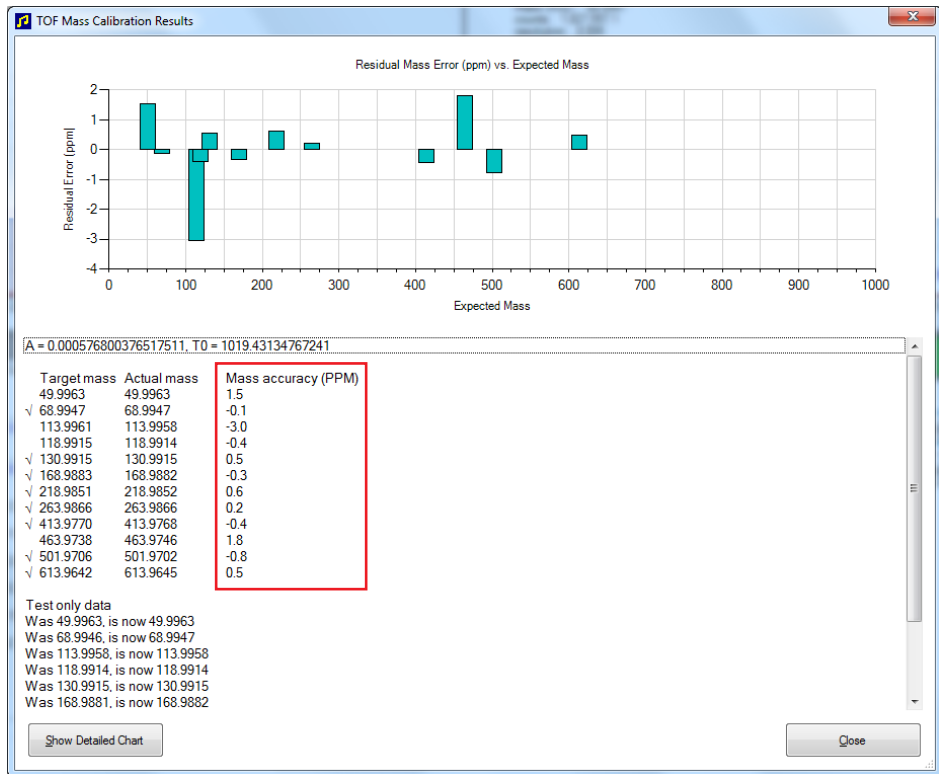 TOF Mass Calibration Results
Residual Mass Error (ppm) vs. Expected Mass
Residual Error (ppm)
2
1
0
-1
-2
-3
-4
0 100 200 300 400 500 600 700 800 900 1000
Expected Mass
A = 0.000576800376517511, T0 = 1019.43134767241
Target mass Actual mass Mass accuracy (PPM)
49.9963 49.9963 1.5
√ 68.9947 68.9947 -0.1
113.9961 113.9958 -3.0
118.9915 118.9914 -0.4
√ 130.9915 130.9915 0.5
√ 168.9883 168.9882 -0.3
√ 218.9851 218.9852 0.6
√ 263.9866 263.9866 0.2
√ 413.9770 413.9768 -0.4
463.9738 463.9746 1.8
√ 501.9706 501.9702 -0.8
√ 613.9642 613.9645 0.5
Test only data
Was 49.9963, is now 49.9963
Was 68.9946, is now 68.9947
Was 113.9958, is now 113.9958
Was 118.9914, is now 118.9914
Was 130.9915, is now 130.9915
Was 168.9881, is now 168.9882
Show Detailed Chart
Close